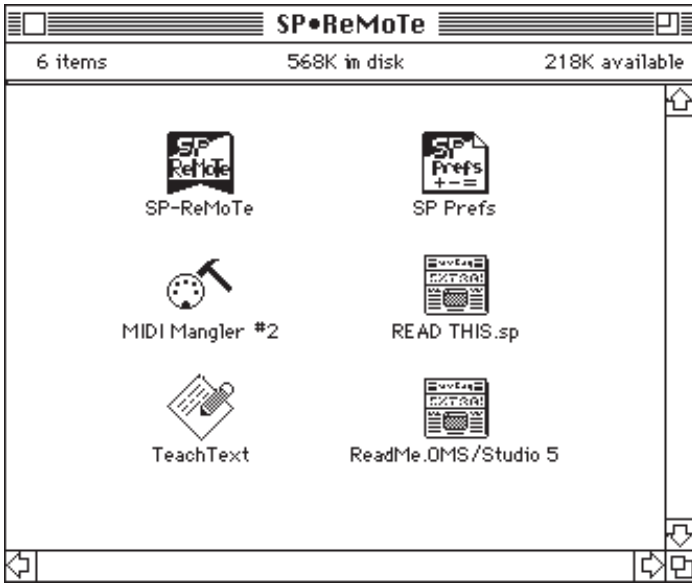 SP•ReMoTe
6 items 568K in disk 218K available
SP
ReMoTe
SP
Prefs
+-=
SP-ReMoTe SP Prefs
EXTRA!
MIDI Mangler #2 READ THIS.sp
EXTRA!
TeachText ReadMe.OMS/Studio 5